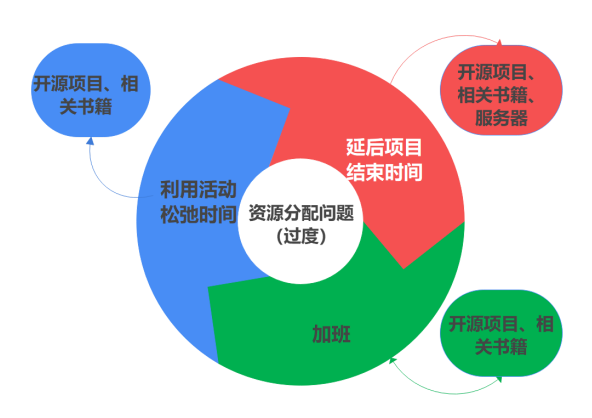 开源项目、相
关书籍
开源项目、
相关书籍、
服务器
延后项目
结束时间
利用活动
松弛时间
资源分配问题
（过度）
加班
开源项目、相
关书籍